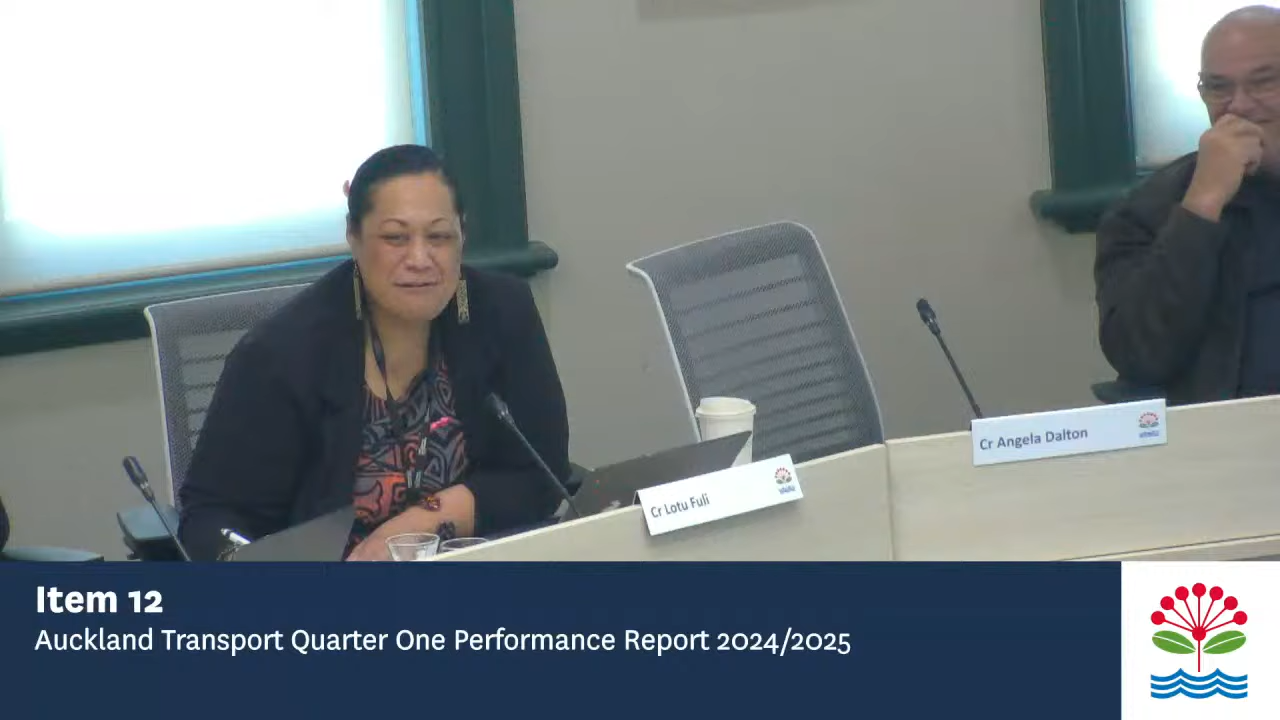 Cr Angela Dalton
Cr Lotu Fuli
Item 12
Auckland Transport Quarter One Performance Report 2024/2025